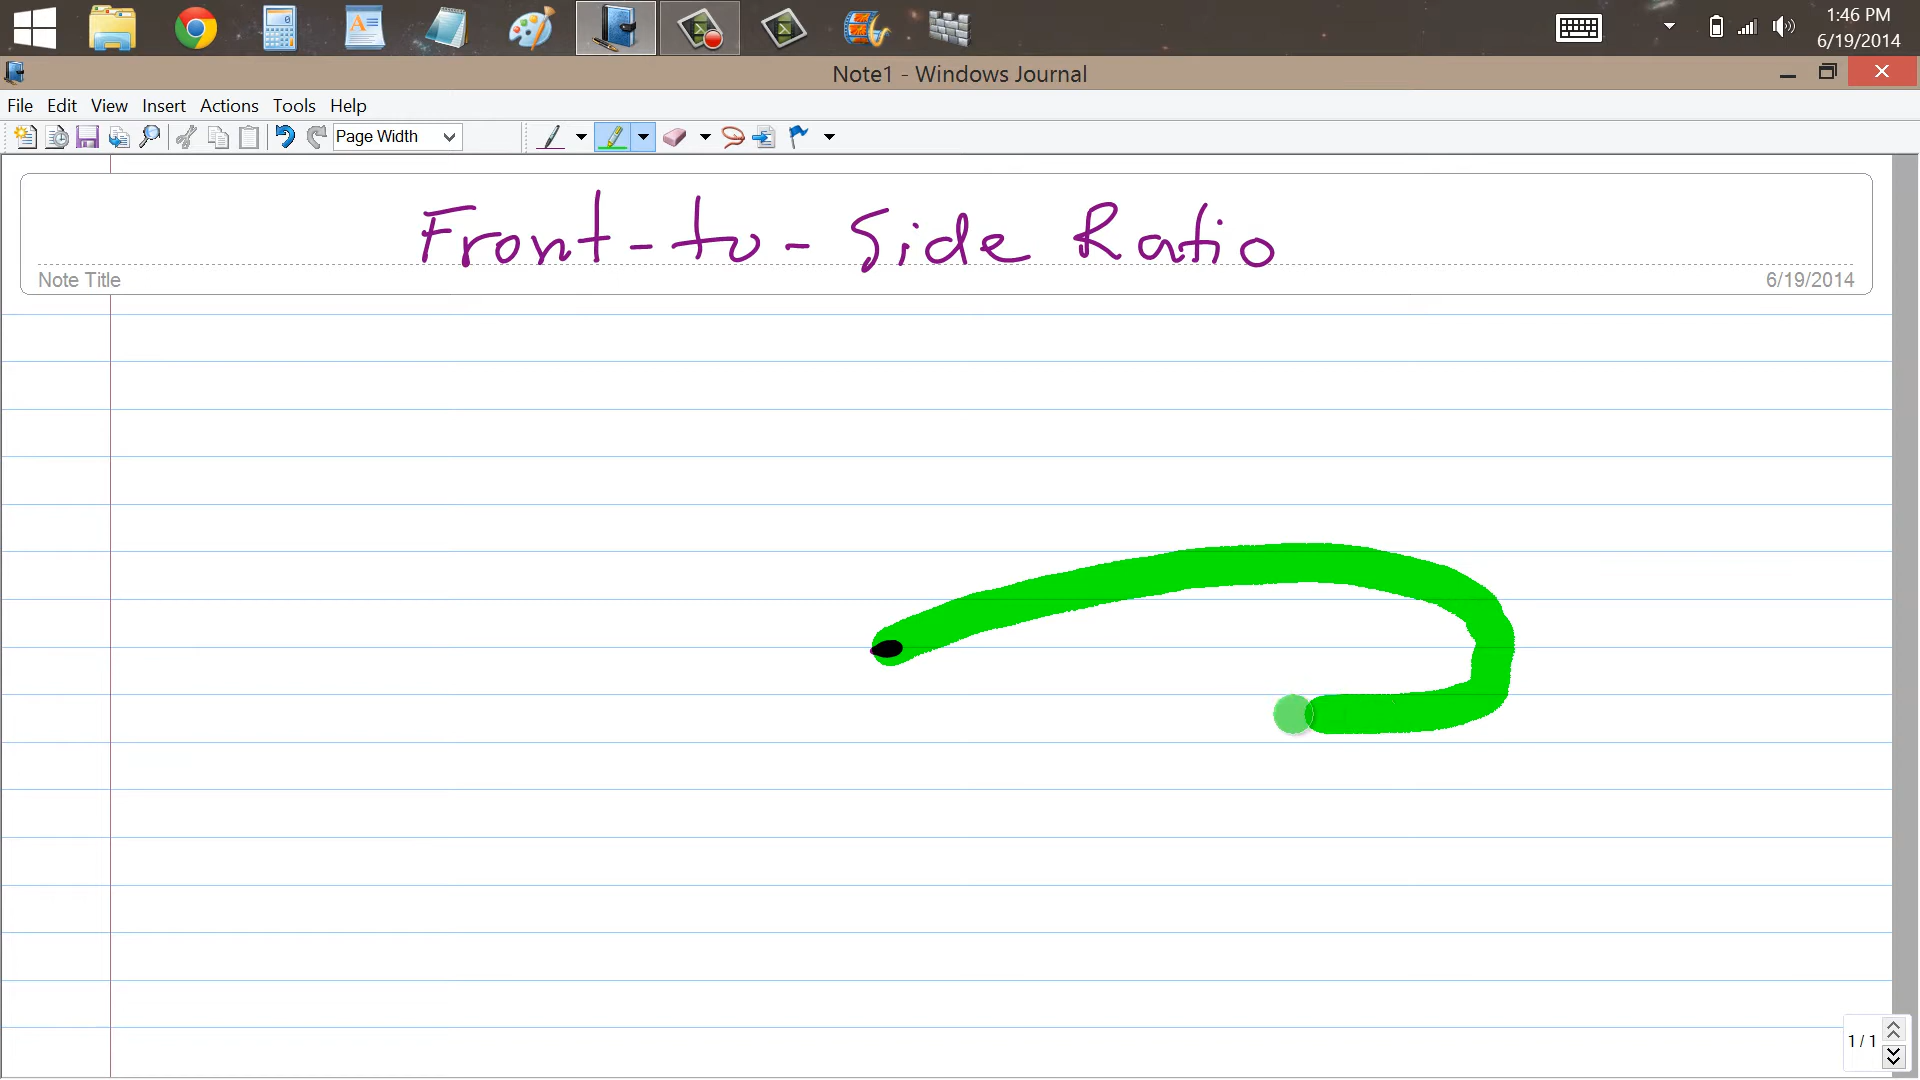 1:46 PM
6/19/2014
Note1 - Windows Journal
File Edit View Insert Actions Tools Help
Page Width
Front-to-Side Ratio
Note Title 6/19/2014
1 / 1